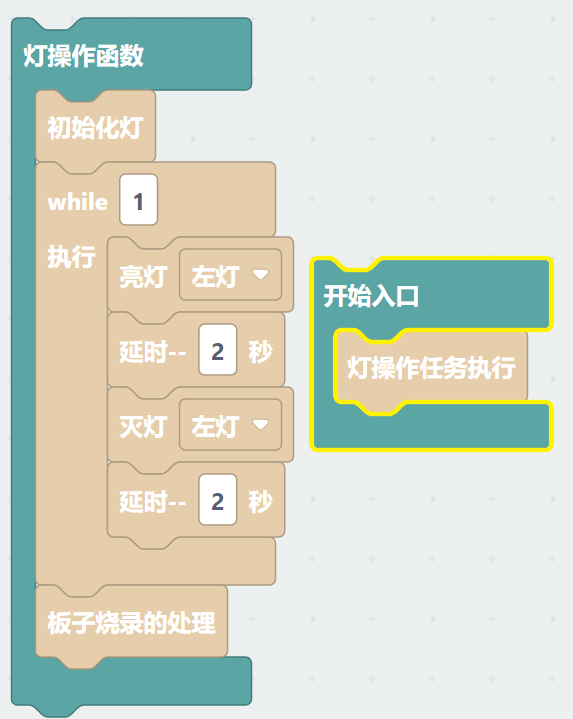 灯操作函数
初始化灯
while 1
执行
亮灯 左灯
延时-- 2 秒
灭灯 左灯
延时-- 2 秒
板子烧录的处理
开始入口
灯操作任务执行